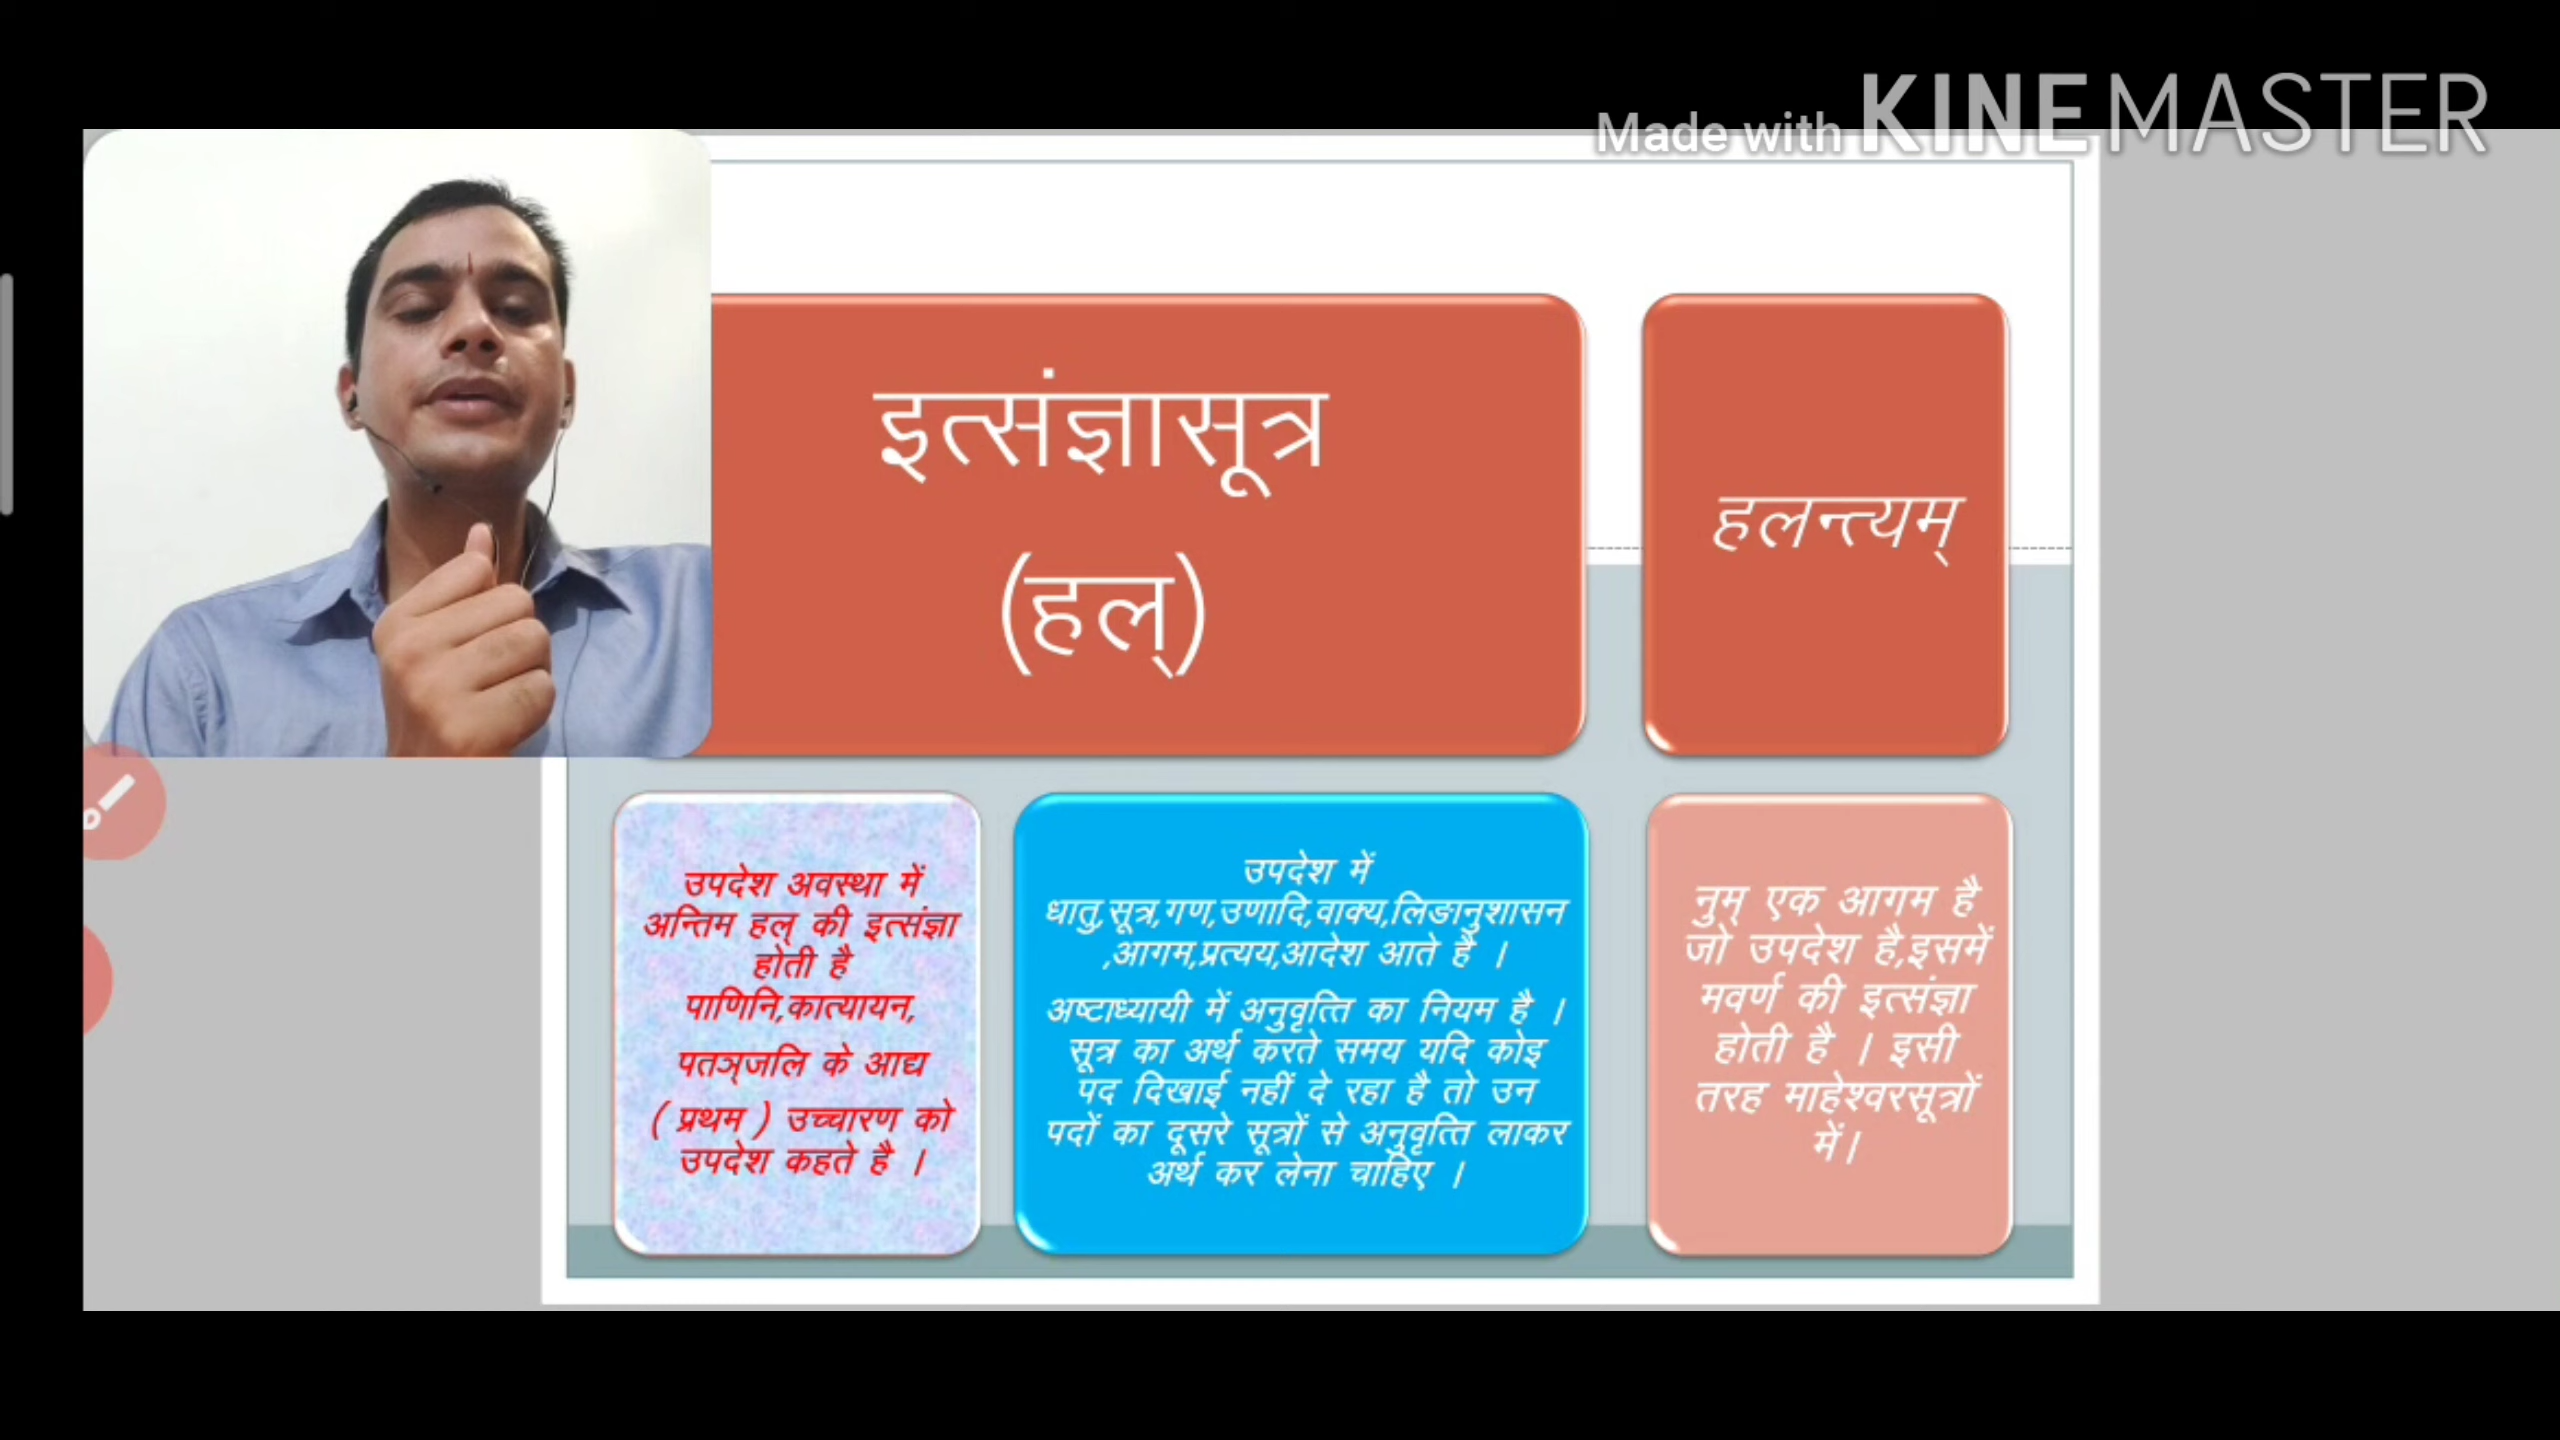 Made with KINEMASTER
इत्संज्ञासूत्र
(हल्)
हलन्त्यम्
उपदेश अवस्था में
अन्तिम हल् की इत्संज्ञा
होती है
पाणिनि,कात्यायन,
पतञ्जलि के आद्य
( प्रथम ) उच्चारण को
उपदेश कहते है ।
उपदेश में
धातु,सूत्र,गण,उणादि,वाक्य,लिङानुशासन
,आगम,प्रत्यय,आदेश आते है ।
अष्टाध्यायी में अनुवृत्ति का नियम है ।
सूत्र का अर्थ करते समय यदि कोइ
पद दिखाई नहीं दे रहा है तो उन
पदों का दूसरे सूत्रों से अनुवृत्ति लाकर
अर्थ कर लेना चाहिए ।
नुम् एक आगम है
जो उपदेश है,इसमें
मवर्ण की इत्संज्ञा
होती है । इसी
तरह माहेश्वरसूत्रों
में।